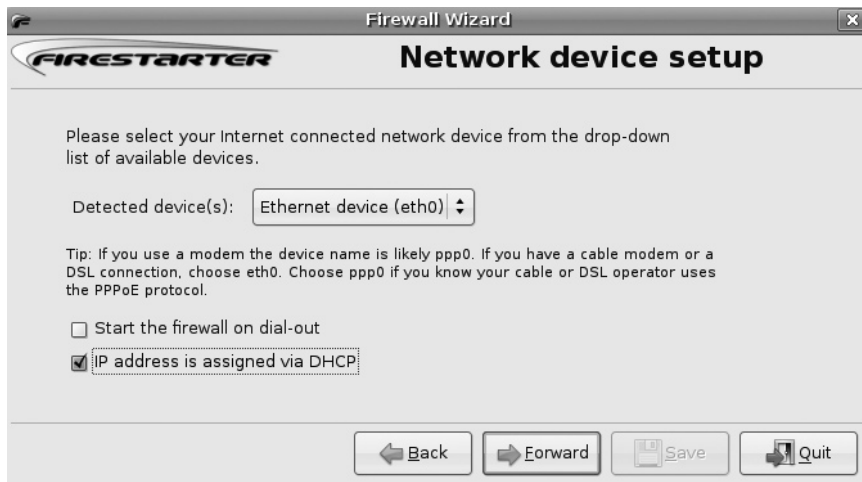 Firewall Wizard
FIRESTARTER
Network device setup
Please select your Internet connected network device from the drop-down
list of available devices.
Detected device(s): Ethernet device (eth0)
Tip: If you use a modem the device name is likely ppp0. If you have a cable modem or a
DSL connection, choose eth0. Choose ppp0 if you know your cable or DSL operator uses
the PPPoE protocol.
Start the firewall on dial-out
IP address is assigned via DHCP
Back Forward Save Quit